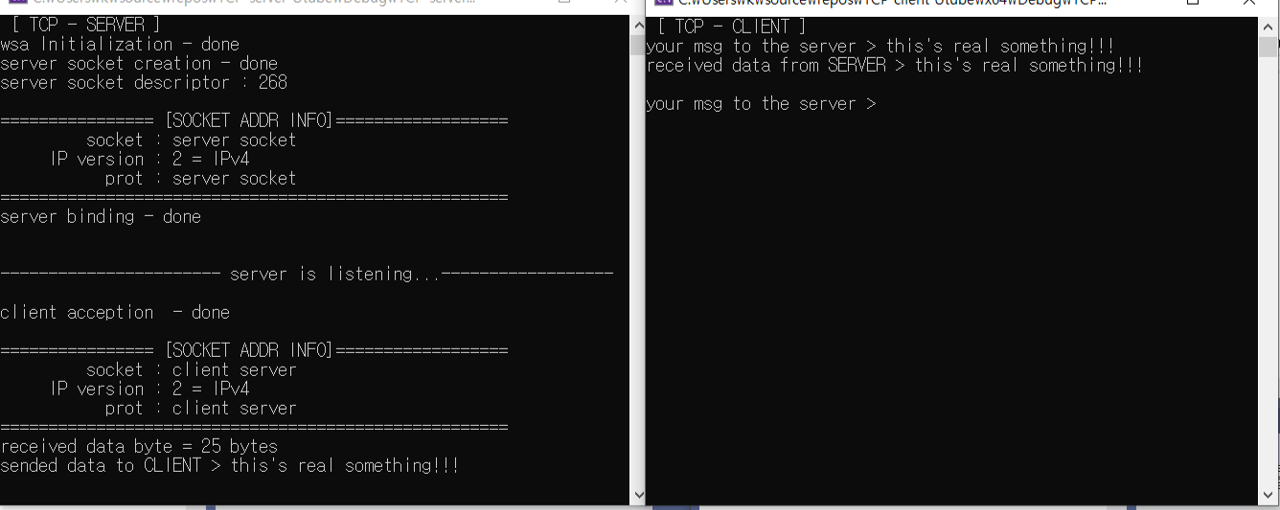 [ TCP - SERVER ]
wsa Initialization - done
server socket creation - done
server socket descriptor : 268
================ [SOCKET ADDR INFO]==================
socket : server socket
IP version : 2 = IPv4
prot : server socket
=====================================================
server binding - done
----------------------- server is listening...------------------
client acception  - done
================ [SOCKET ADDR INFO]==================
socket : client server
IP version : 2 = IPv4
prot : client server
=====================================================
received data byte = 25 bytes
sended data to CLIENT > this's real something!!!
[ TCP - CLIENT ]
your msg to the server > this's real something!!!
received data from SERVER > this's real something!!!
your msg to the server >